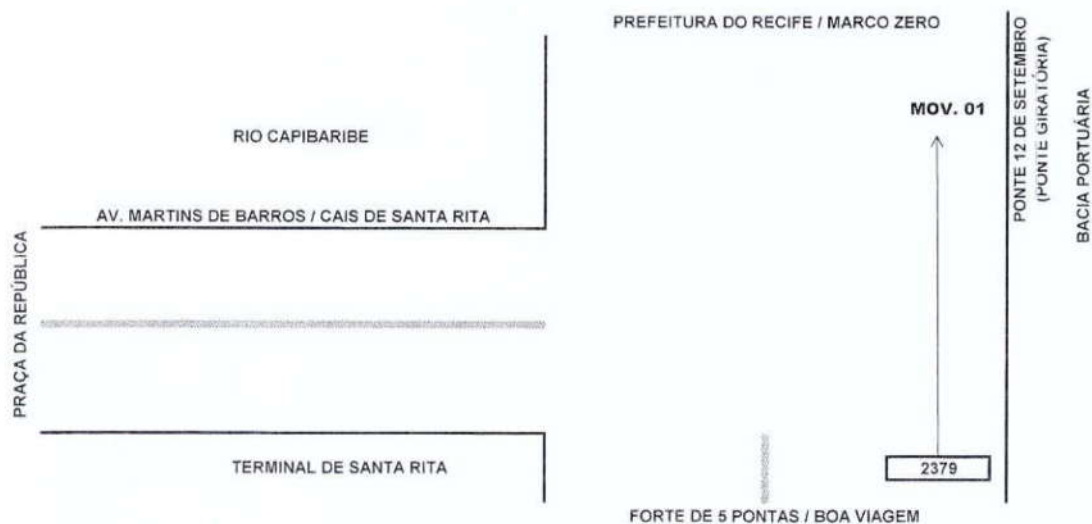 PREFEITURA DO RECIFE / MARCO ZERO
PONTE 12 DE SETEMBRO
(PONTE GIRATÓRIA)
BACIA PORTUÁRIA
MOV. 01
RIO CAPIBARIBE
AV. MARTINS DE BARROS / CAIS DE SANTA RITA
PRAÇA DA REPÚBLICA
TERMINAL DE SANTA RITA
2379
FORTE DE 5 PONTAS / BOA VIAGEM